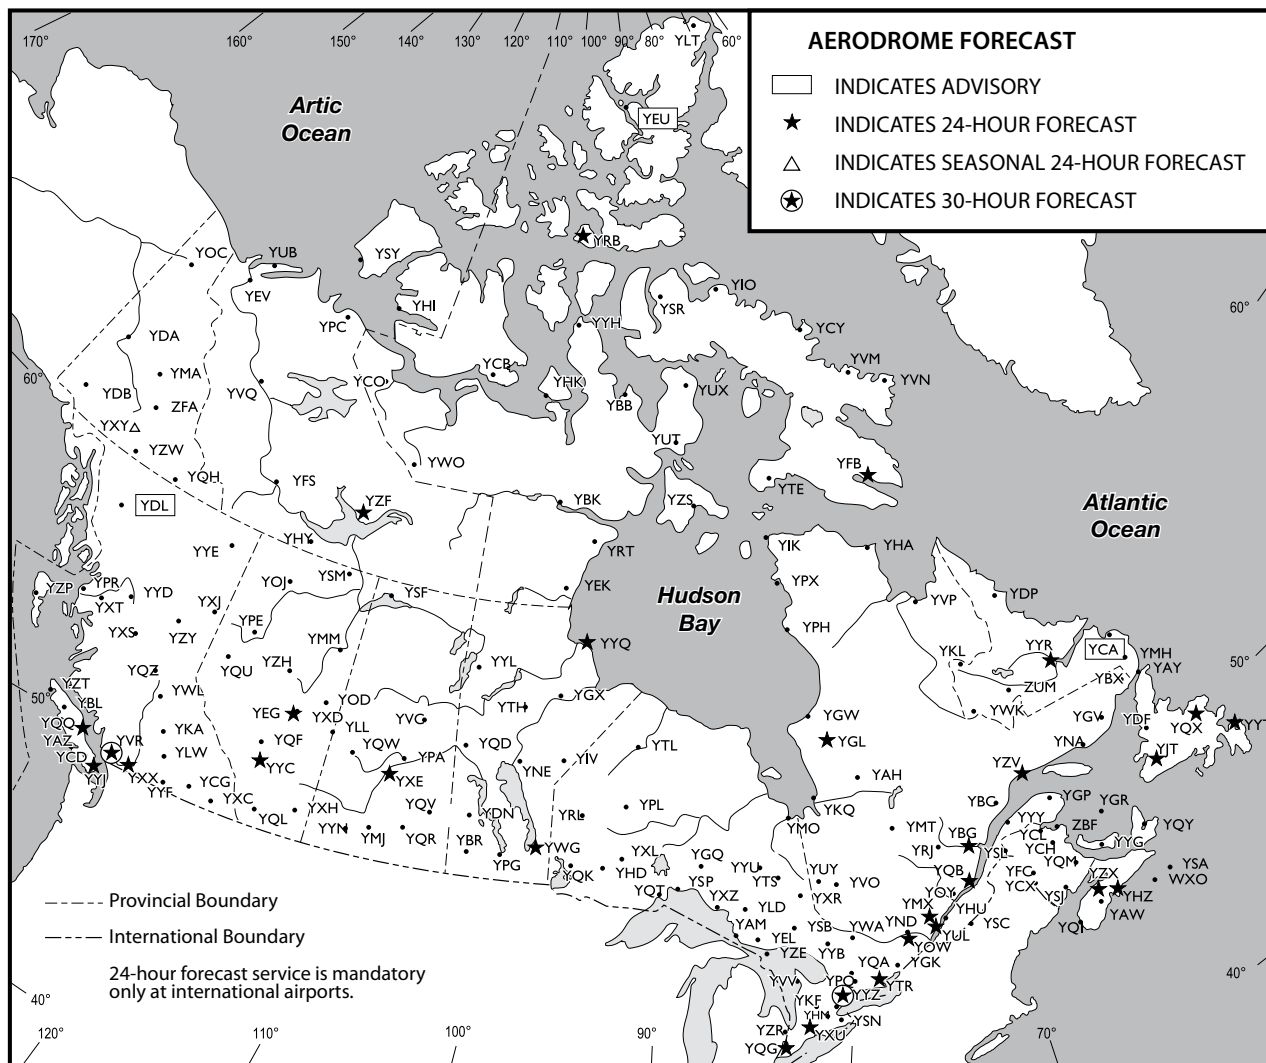 170°
160°
150°
140°
130°
120°
110°
100°
90°
80°
70°
60°
YLT
AERODROME FORECAST
INDICATES ADVISORY
INDICATES 24-HOUR FORECAST
INDICATES SEASONAL 24-HOUR FORECAST
INDICATES 30-HOUR FORECAST
Artic
Ocean
YEU
YRB
YOC
YUB
YSY
YEV
YHI
YIO
YSR
60°
YPC
YYH
YCY
YDA
YCB
YVM
60°
YMA
YVQ
YCO
YHK
YUX
YVN
YDB
ZFA
YBB
YXY
YZW
YUT
YWO
YFB
YQH
YFS
YTE
YZF
YBK
YZS
Atlantic
Ocean
YDL
YYE
YHY
YRT
YIK
YHA
YZP
YPR
YYD
YXT
YOJ
YSM
YSF
YEK
Hudson
Bay
YPX
YVP
YDP
YXJ
YXS
YZY
YPE
YMM
YYQ
YPH
YYR
YCA
YQZ
YQU
YZH
YYL
YKL
YMH
YAY
50°
YZT
YBL
YWL
YOD
YTH
YGX
ZUM
YBX
50°
YQQ
YEG
YXD
YVC
YGW
YWK
YGV
YDF
YQX
YYT
YAZ
YVR
YKA
YQF
YLL
YQW
YQD
YTL
YGL
YNA
YJT
YCD
YLW
YYC
YPA
YNE
YIV
YZV
YYJ
YXX
YYF
YCG
YXE
YAH
YXC
YQL
YXH
YQV
YDN
YRL
YPL
YKQ
YBC
YGP
YGR
YYN
YMJ
YQR
YBR
YMO
YMT
YYY
ZBF
YQY
YPG
YWG
YXL
YBG
YCL
YCH
YYG
YRJ
YSL
YQK
YHD
YGQ
YYU
YUY
YQB
YFC
YQM
YSA
YQT
YSP
YTS
YVO
YOY
YCX
YZX
WXO
YXZ
YXR
YMX
YHU
YSJ
YHZ
YLD
YSB
YWA
YND
YUL
YSC
YQI
YAW
YAM
YEL
YOW
YZE
YYB
YQA
YGK
40°
YVV
YPQ
YTR
YKF
YYZ
YHN
YSN
YZR
YXU
YQG
Provincial Boundary
International Boundary
24-hour forecast service is mandatory
only at international airports.
40°
120°
110°
100°
90°
70°